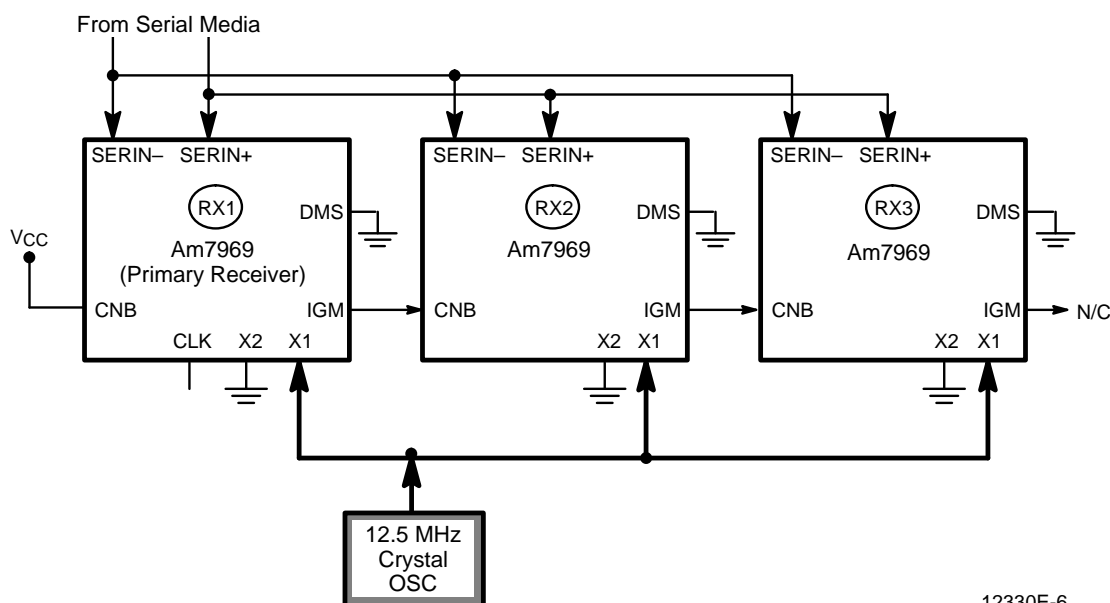 From Serial Media
SERIN– SERIN+
RX1
DMS
Am7969
(Primary Receiver)
VCC
CNB
IGM
CLK X2 X1
SERIN– SERIN+
RX2
DMS
Am7969
CNB
IGM
X2 X1
SERIN– SERIN+
RX3
DMS
Am7969
CNB
IGM
N/C
X2 X1
12.5 MHz
Crystal
OSC
12330E-6